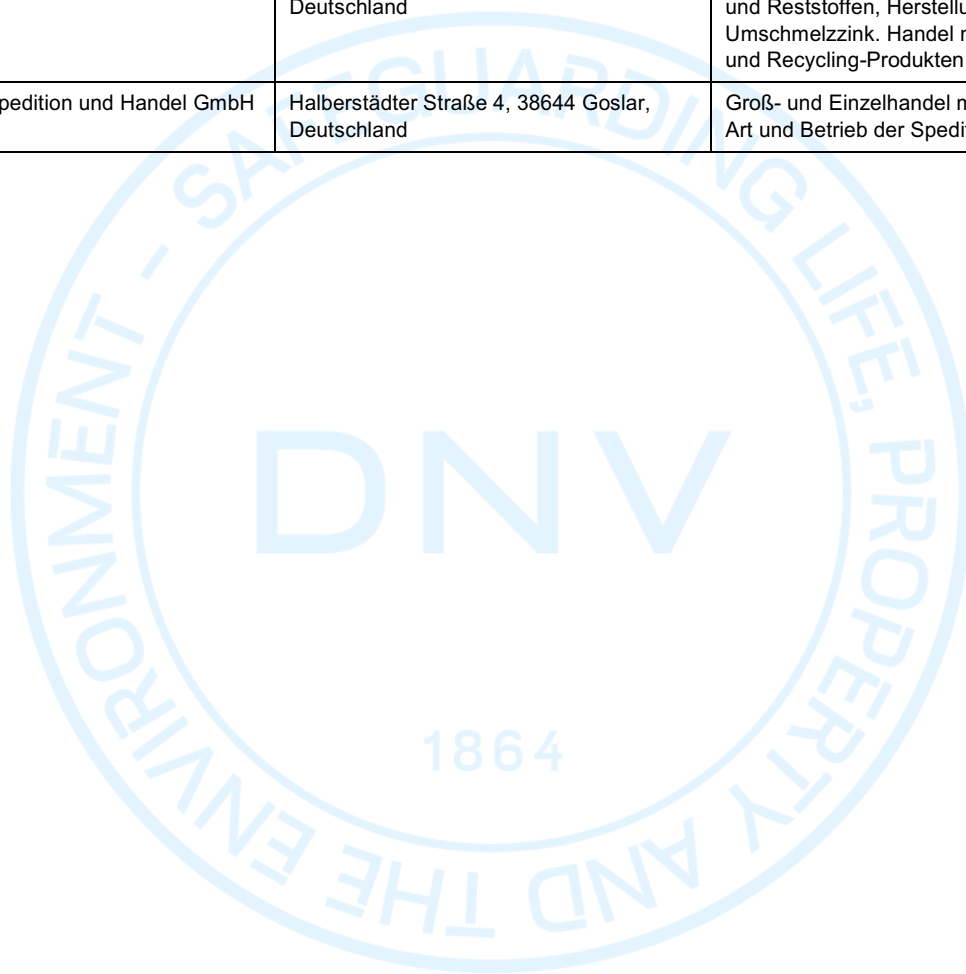 Deutschland
und Reststoffen, Herstellu
Umschmelzzink. Handel
und Recycling-Produkten
pedition und Handel GmbH
Halberstädter Straße 4, 38644 Goslar,
Deutschland
Groß- und Einzelhandel
Art und Betrieb der Spedi
SAFEGUARDING LIFE, PROPERTY AND THE ENVIRONMENT -
DNV
1864